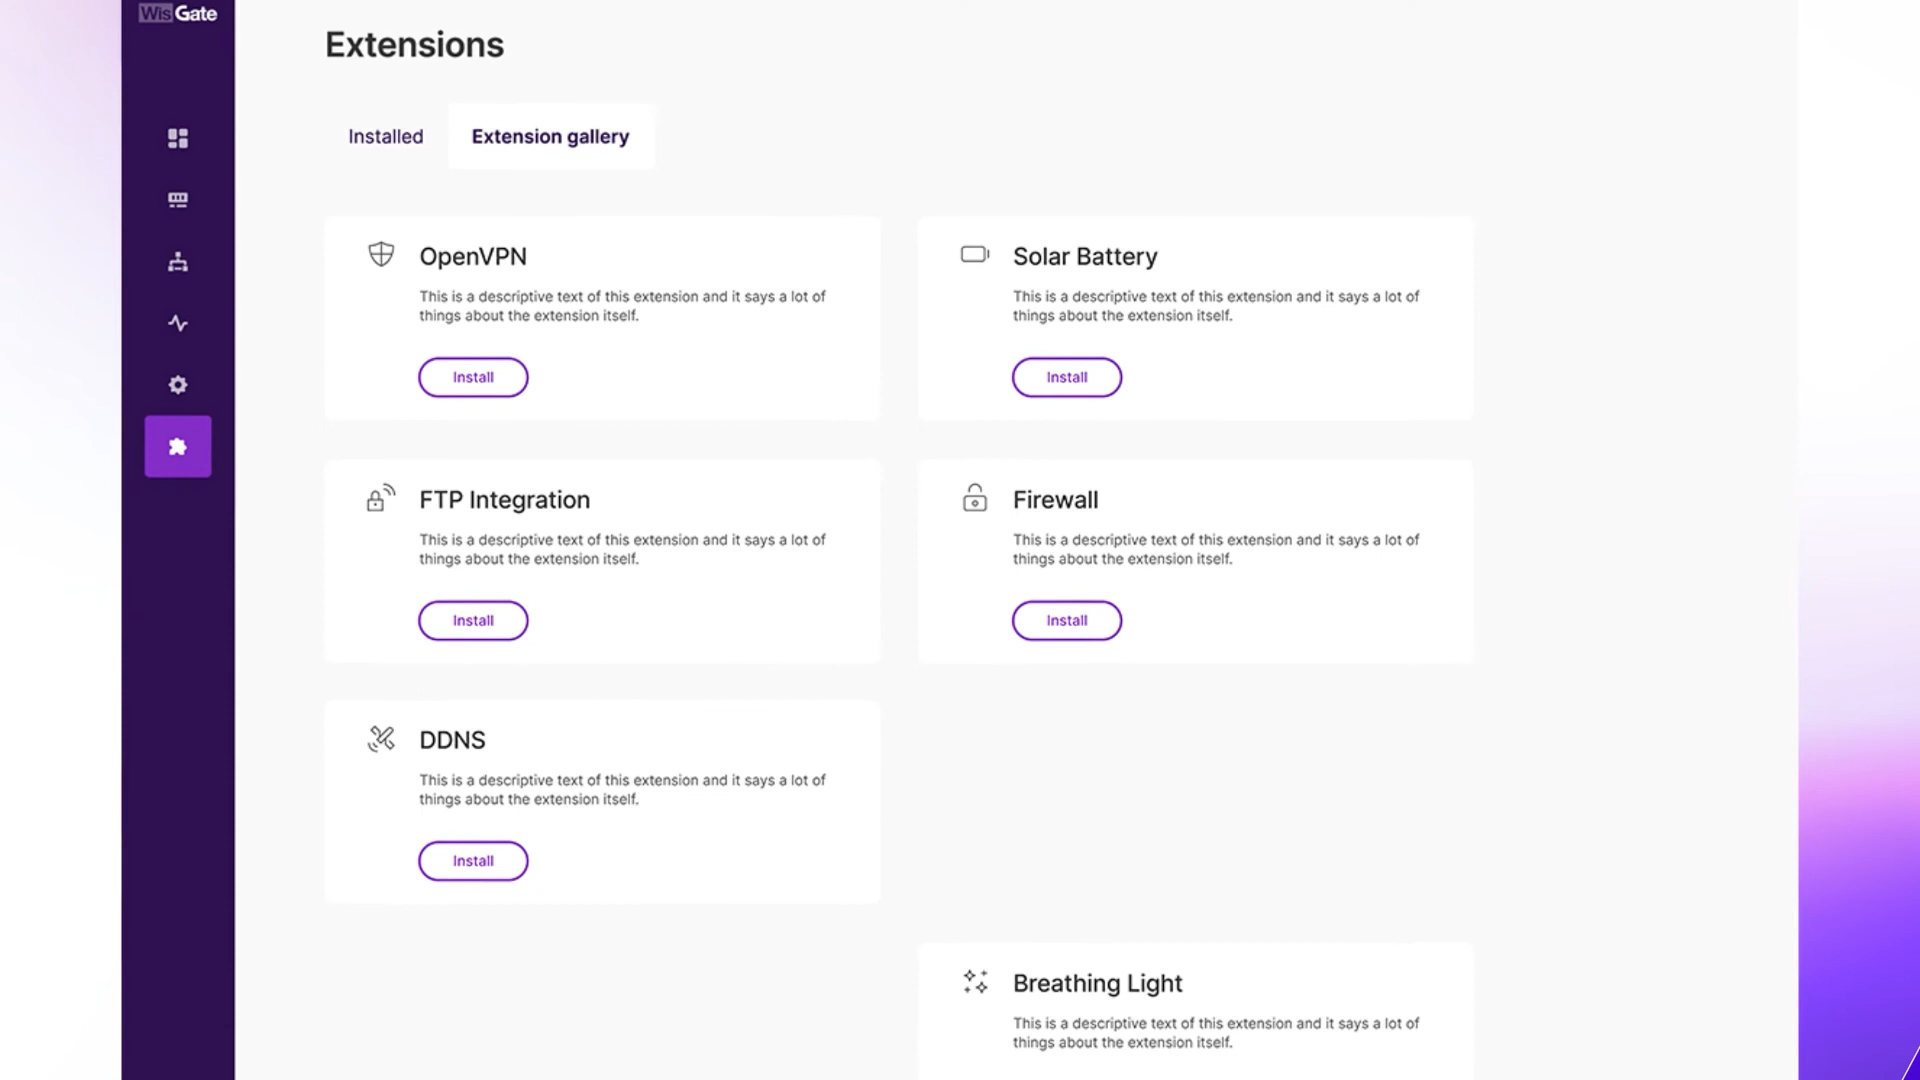 WisGate
Extensions
Installed
Extension gallery
OpenVPN
This is a descriptive text of this extension and it says a lot of
things about the extension itself.
Install
Solar Battery
This is a descriptive text of this extension and it says a lot of
things about the extension itself.
Install
FTP Integration
This is a descriptive text of this extension and it says a lot of
things about the extension itself.
Install
Firewall
This is a descriptive text of this extension and it says a lot of
things about the extension itself.
Install
DDNS
This is a descriptive text of this extension and it says a lot of
things about the extension itself.
Install
Breathing Light
This is a descriptive text of this extension and it says a lot of
things about the extension itself.